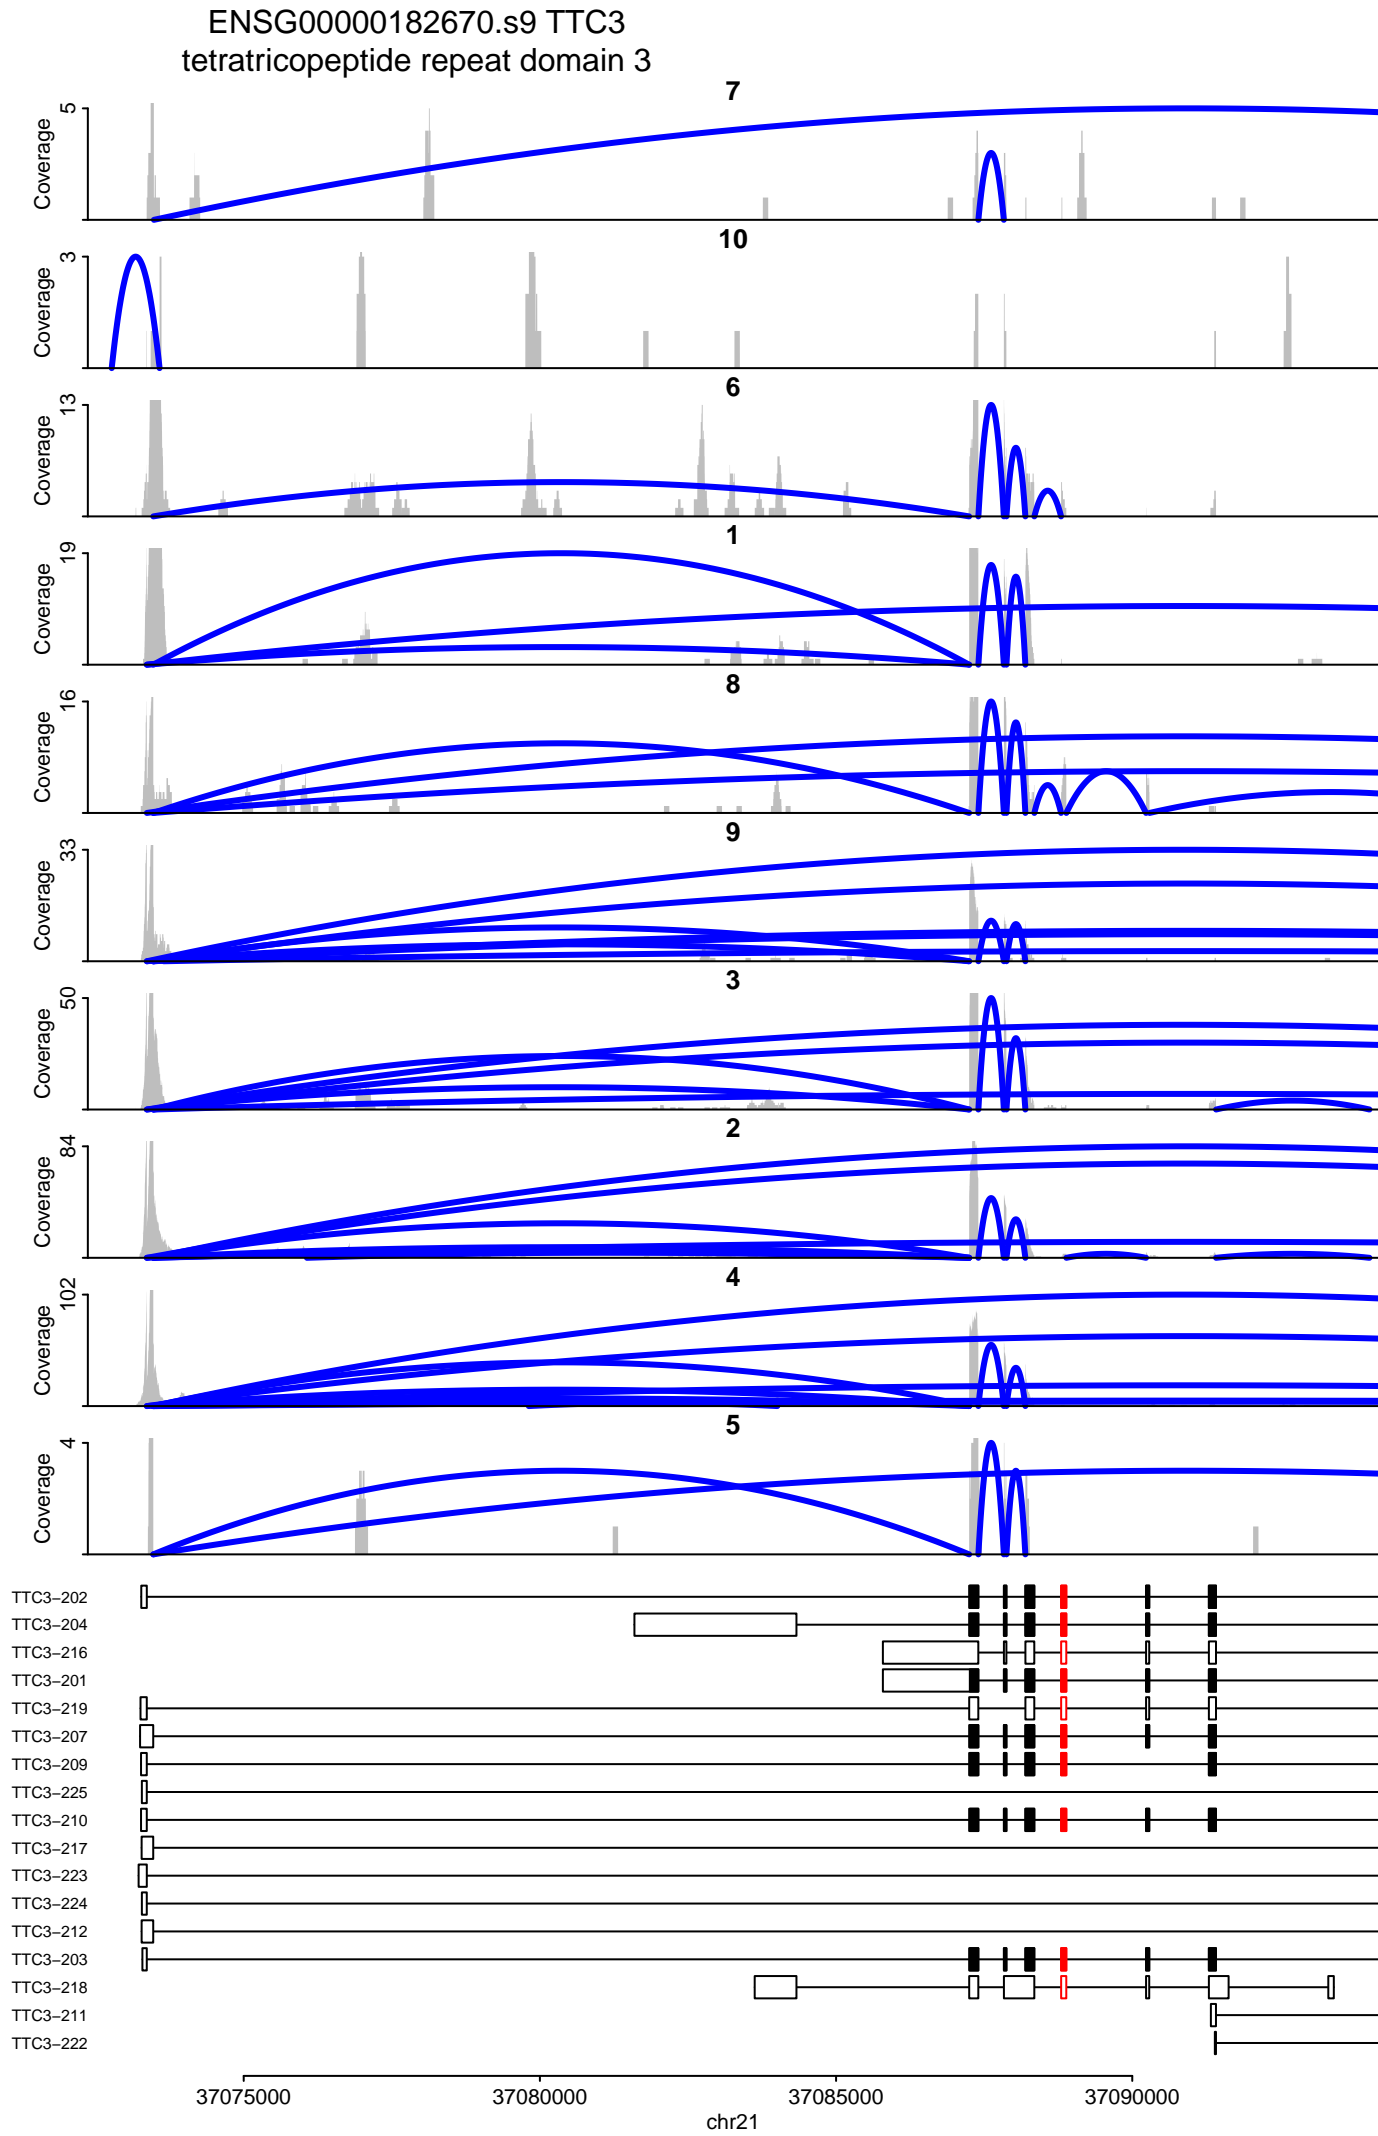 ENSG00000182670.s9 TTC3
tetratricopeptide repeat domain 3
7
5
Coverage
10
3
Coverage
6
13
Coverage
1
19
Coverage
8
16
Coverage
9
33
Coverage
3
50
Coverage
2
84
Coverage
4
102
Coverage
5
4
Coverage
TTC3−202
TTC3−204
TTC3−216
TTC3−201
TTC3−219
TTC3−207
TTC3−209
TTC3−225
TTC3−210
TTC3−217
TTC3−223
TTC3−224
TTC3−212
TTC3−203
TTC3−218
TTC3−211
TTC3−222
37075000 37080000 37085000 37090000
chr21